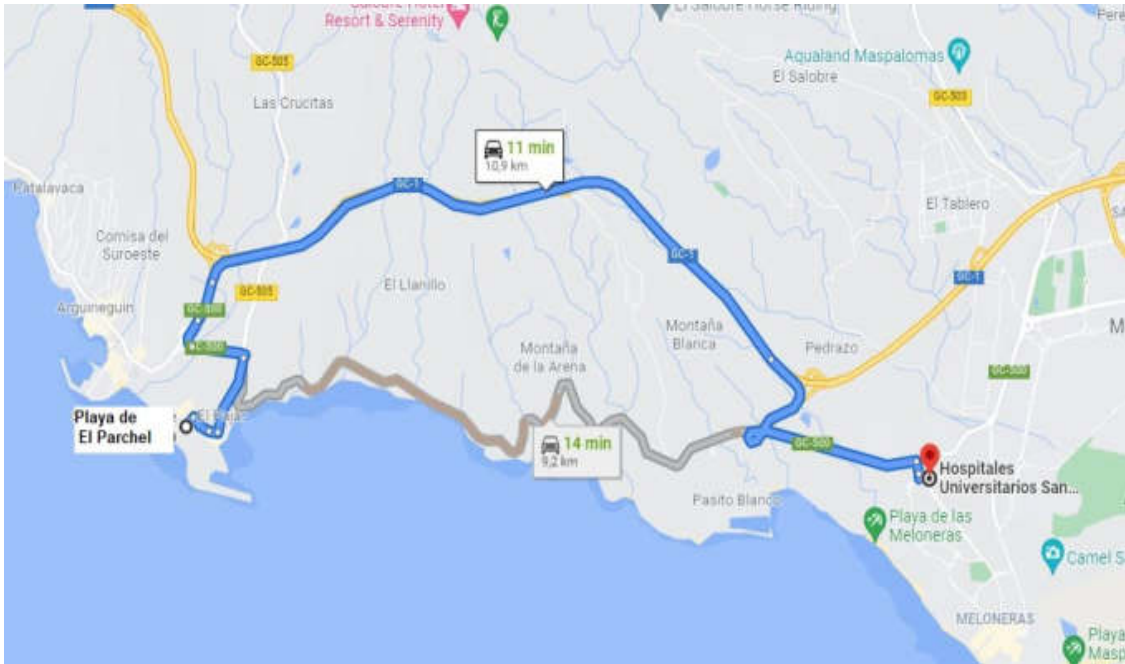 Resort & Serenity
El Salobre Horse Riding
Aqualand Maspalomas
El Salobre
GC-505
GC-503
Las Crucitas
11 min
10,9 km
Patalavaca
GC-1
El Tablero
Cornisa del
Suroeste
GC-1
GC-1
GC-505
El Llanillo
Arguineguín
GC-500
Montaña
Blanca
Montaña
de la Arena
Pedrazo
GC-500
GC-500
Playa de
El Parchel
14 min
9,2 km
GC-500
Hospitales
Universitarios San...
Pasito Blanco
Playa de las
Meloneras
Camel S
MELONERAS
Playa
Masp